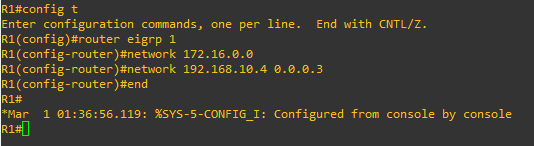 R1#config t
Enter configuration commands, one per line.  End with CNTL/Z.
R1(config)#router eigrp 1
R1(config-router)#network 172.16.0.0
R1(config-router)#network 192.168.10.4 0.0.0.3
R1(config-router)#end
R1#
*Mar  1 01:36:56.119: %SYS-5-CONFIG_I: Configured from console by console
R1#